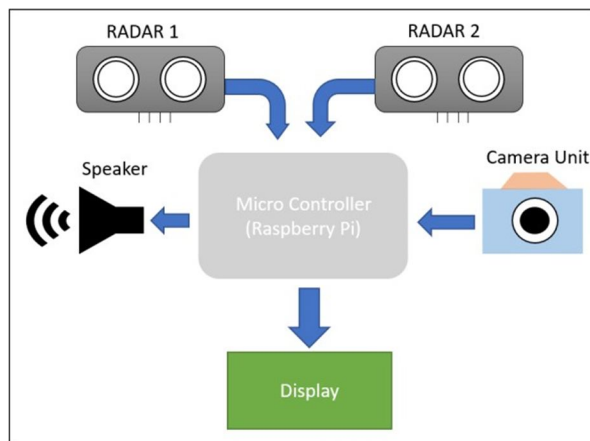 RADAR 1
RADAR 2
Speaker
Camera Unit
Micro Controller
(Raspberry Pi)
Display